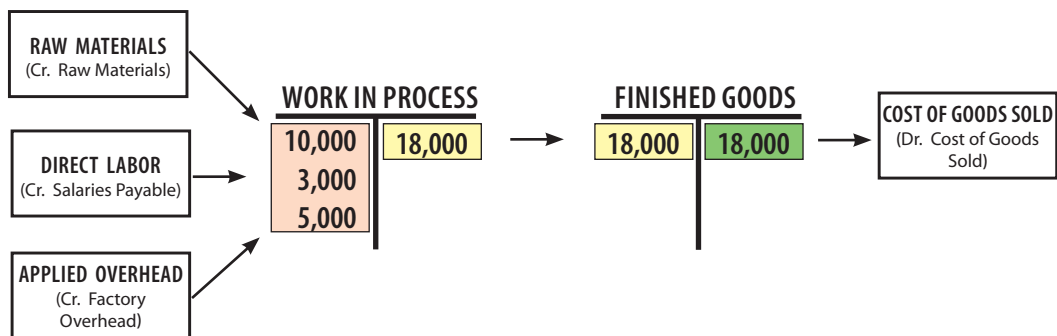 RAW MATERIALS
(Cr. Raw Materials)
DIRECT LABOR
(Cr. Salaries Payable)
APPLIED OVERHEAD
(Cr. Factory
Overhead)
WORK IN PROCESS
10,000 18,000
3,000
5,000
FINISHED GOODS
18,000 18,000
COST OF GOODS SOLD
(Dr. Cost of Goods
Sold)